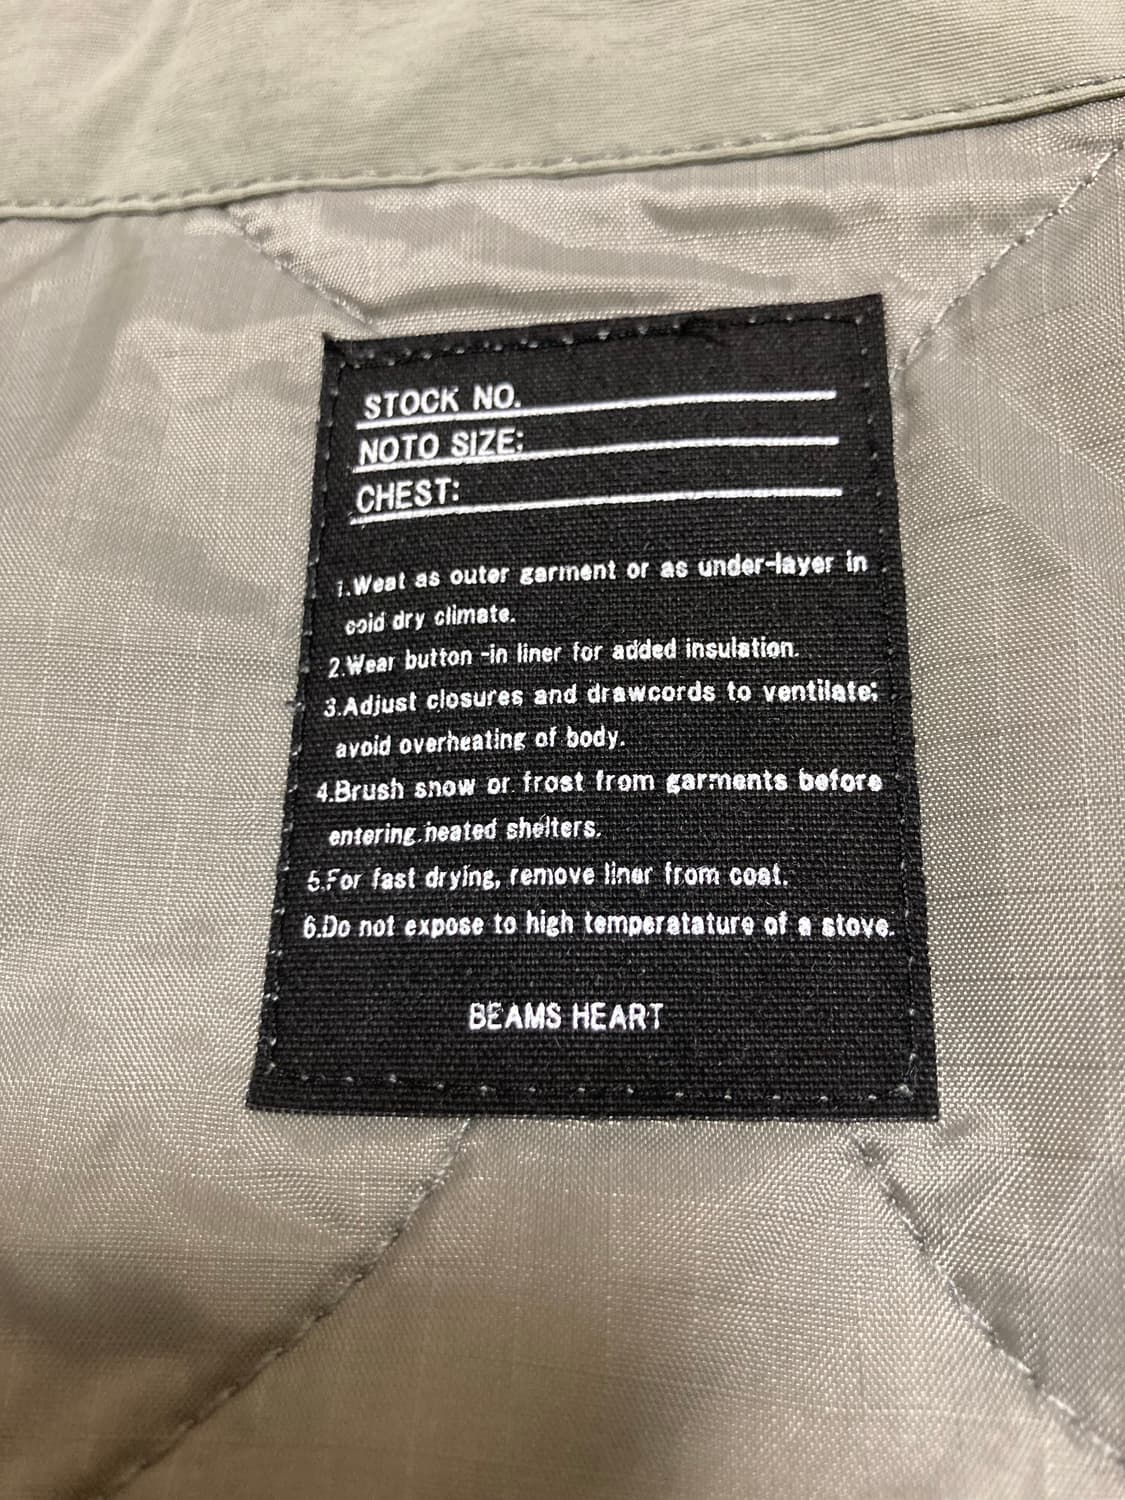 STOCK NO.
NOTO SIZE:
CHEST:
1.Weat as outer garment or as under-layer in
coid dry climate.
2.Wear button -in liner for added insulation.
3.Adjust closures and drawcords to ventilate;
avoid overheating of body.
4.Brush snow or frost from garments before
entering.heated shelters.
5.For fast drying, remove liner from coat.
6.Do not expose to high temperatature of a stove.
BEAMS HEART